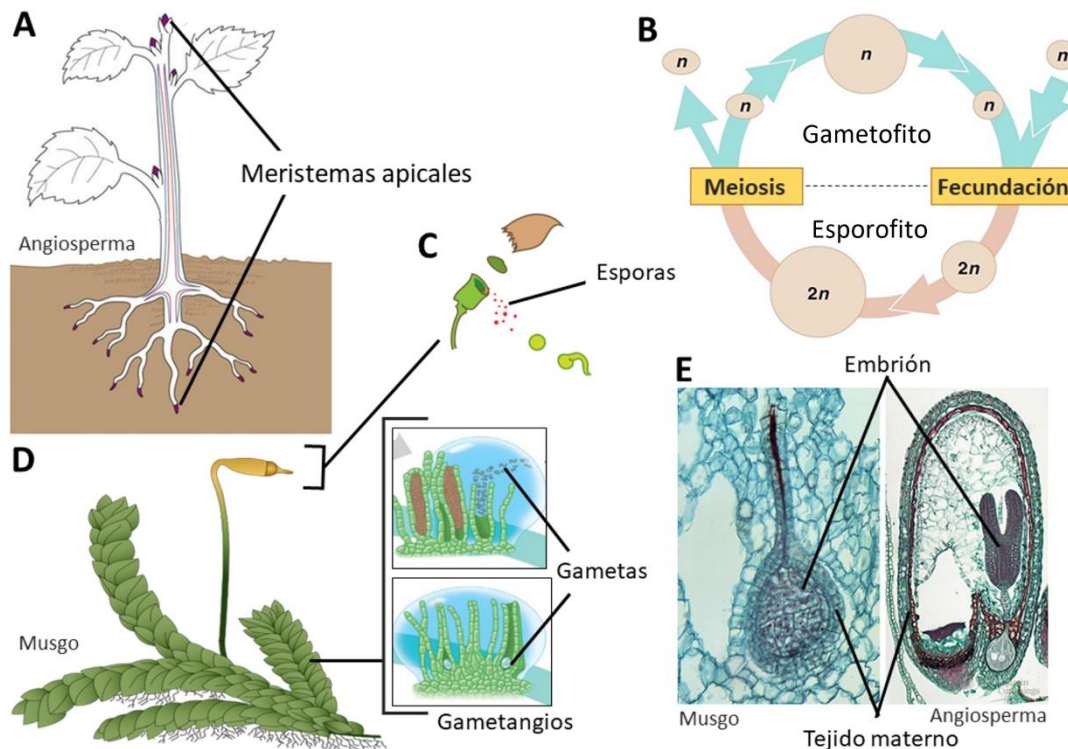 A
Meristemas apicales
Angiosperma
B
n
n
n
n
n
Gametofito
Meiosis
Fecundación
Esporofito
2n
2n
C
Esporas
D
Musgo
Gametas
Gametangios
E
Embrión
Musgo
Angiosperma
Tejido materno